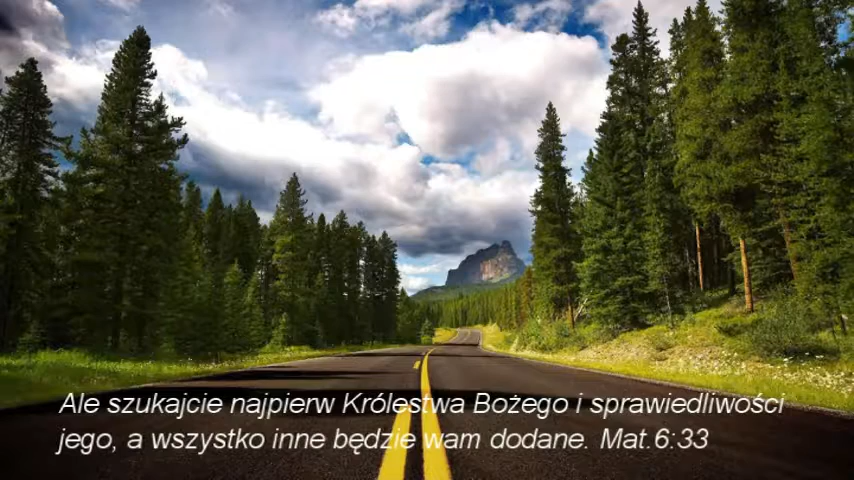 Ale szukajcie najpierw Królestwa Bożego i sprawiedliwości
jego, a wszystko inne będzie wam dodane. Mat.6:33